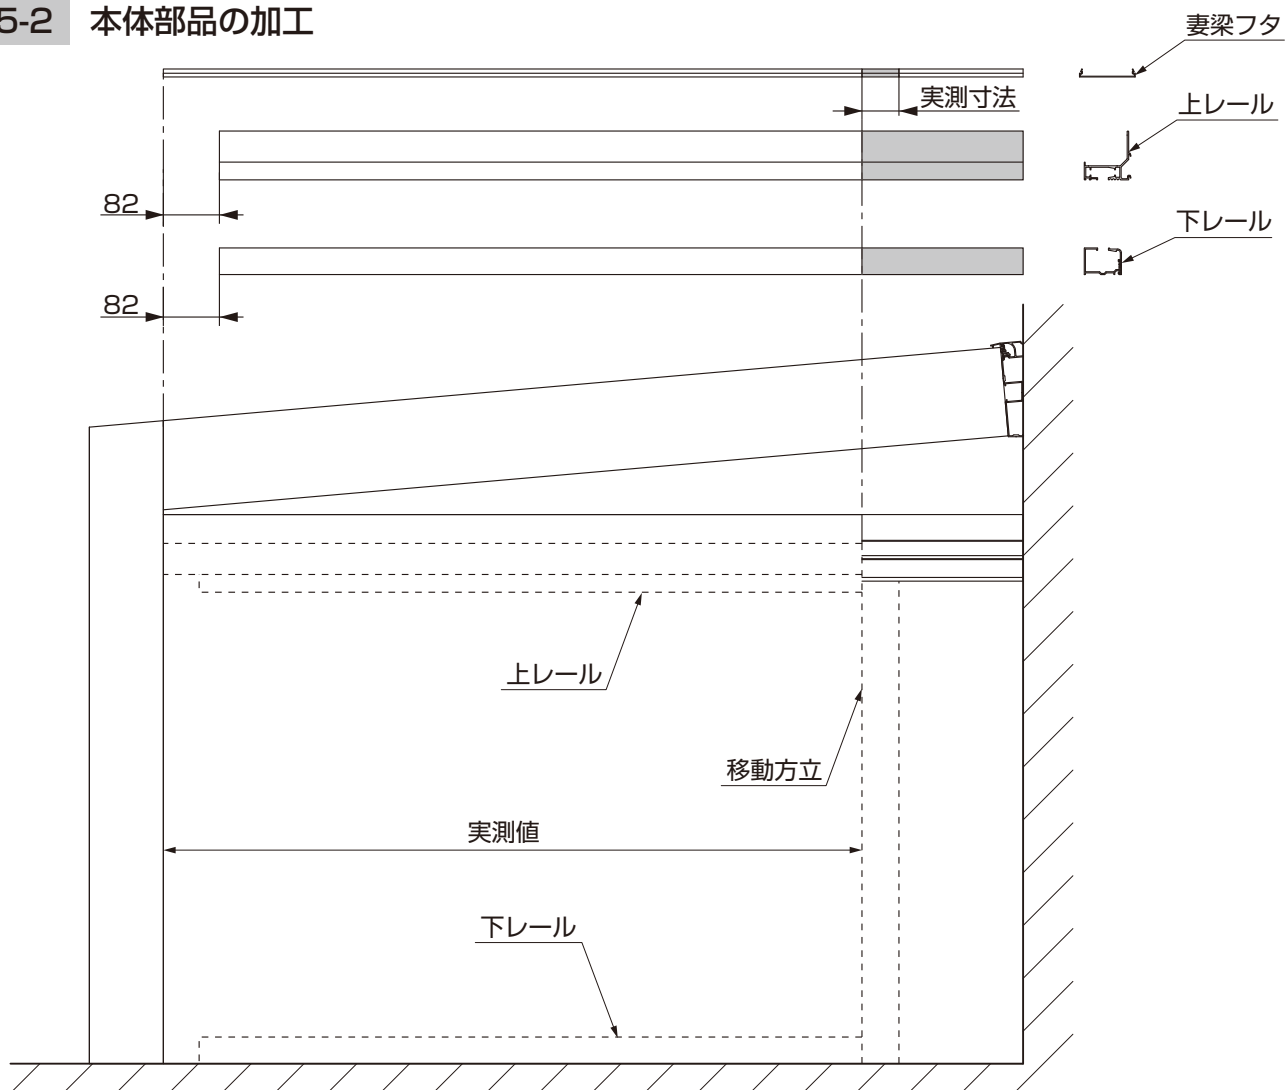 5-2 本体部品の加工
妻梁フタ
実測寸法
上レール
82
下レール
82
上レール
移動方立
実測値
下レール